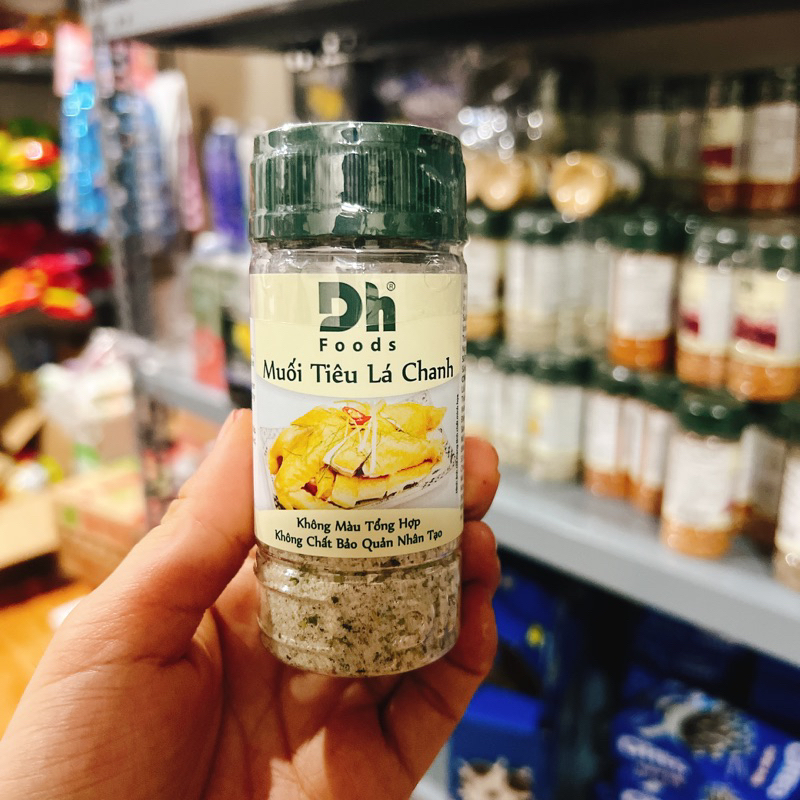 Dh®
Foods
Muối Tiêu Lá Chanh
Không Màu Tổng Hợp
Không Chất Bảo Quản Nhân Tạo